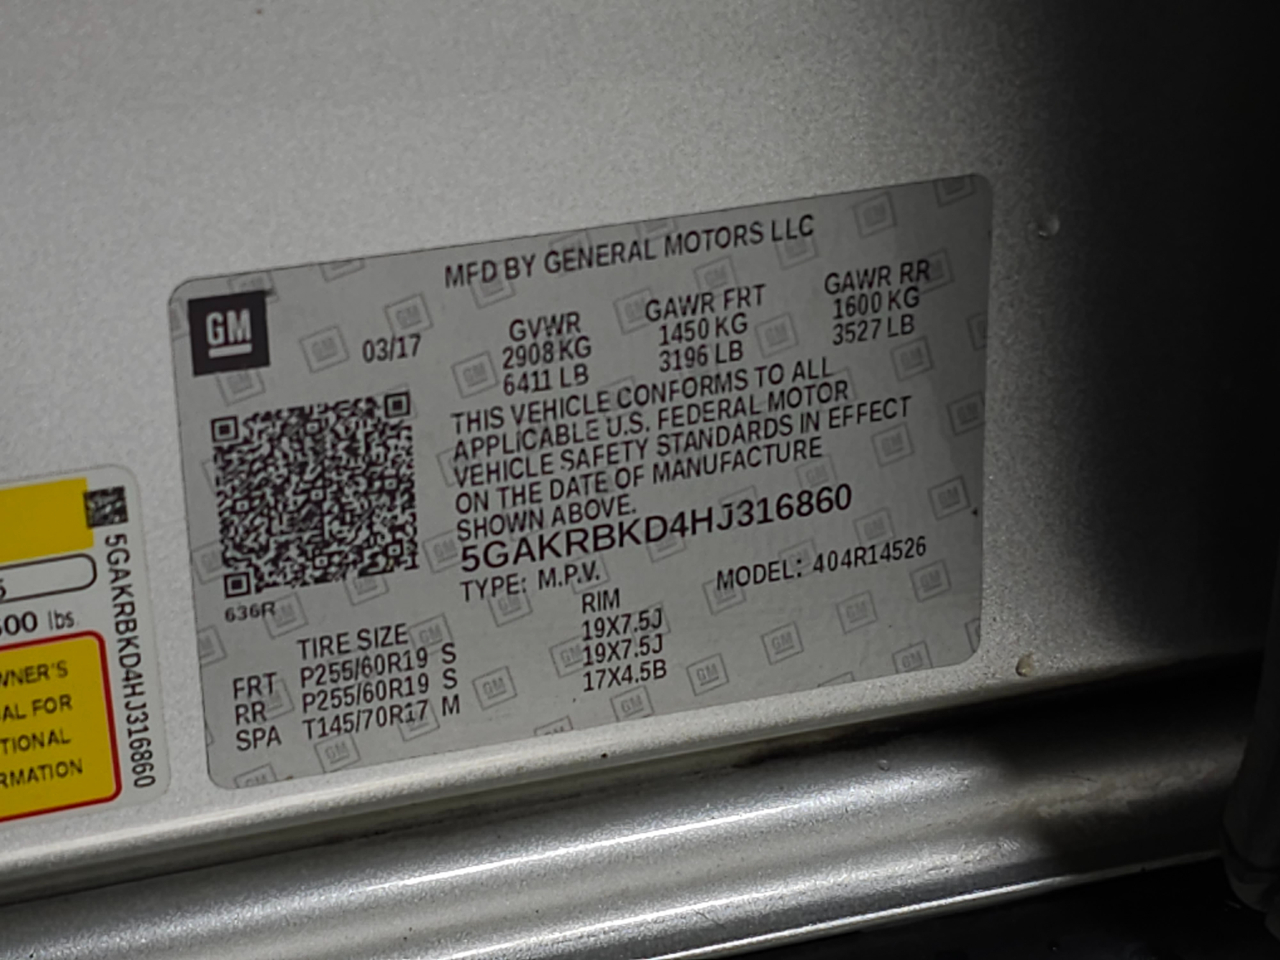 MFD BY GENERAL MOTORS LLC
GM
03/17
GVWR
2908 KG
6411 LB
GAWR FRT
1450 KG
3196 LB
GAWR RR
1600 KG
3527 LB
THIS VEHICLE CONFORMS TO ALL
APPLICABLE U.S. FEDERAL MOTOR
VEHICLE SAFETY STANDARDS IN EFFECT
ON THE DATE OF MANUFACTURE
SHOWN ABOVE.
5GAKRBKD4HJ316860
TYPE: M.P.V. MODEL: 404R14526
636R
TIRE SIZE RIM
FRT P255/60R19 S 19X7.5J
RR P255/60R19 S 19X7.5J
SPA T145/70R17 M 17X4.5B
5GAKRBKD4HJ316860
lbs.
FOR